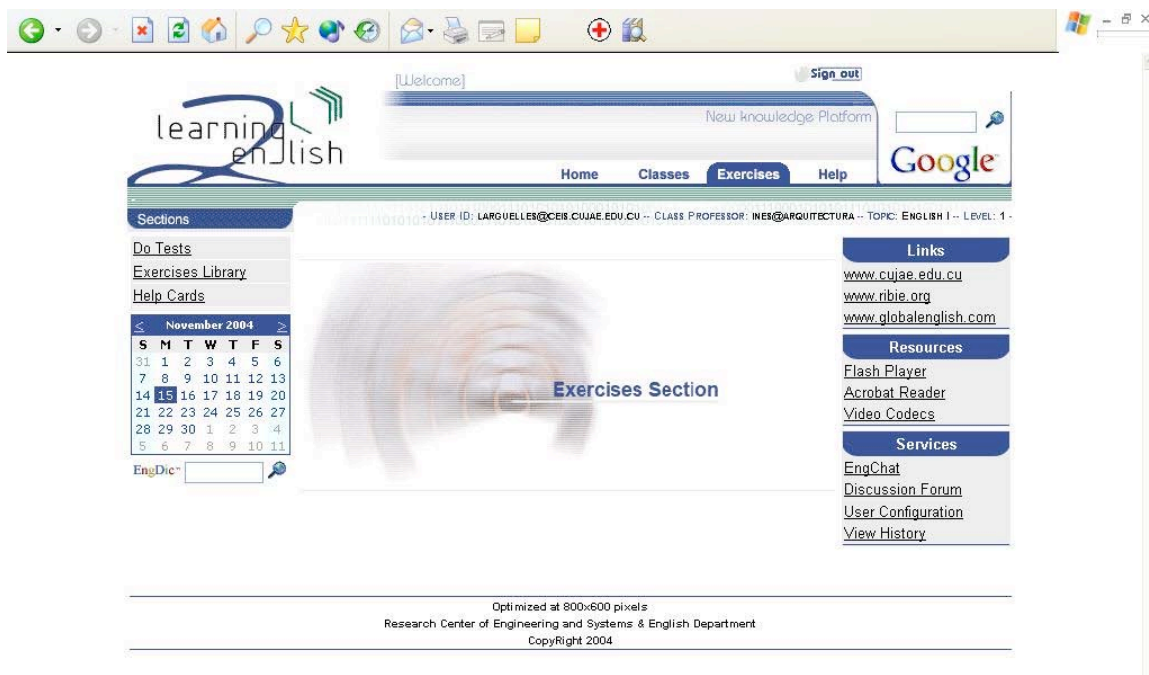 [Welcome]
Sign out
learning
2
english
New knowledge Platform
Google
Home Classes Exercises Help
Sections
- USER ID: LARGUELLES@CEIS.CUJAE.EDU.CU -- CLASS PROFESSOR: INES@ARQUITECTURA -- TOPIC: ENGLISH I -- LEVEL: 1 -
Do Tests
Exercises Library
Help Cards
< November 2004 >
S M T W T F S
31 1 2 3 4 5 6
7 8 9 10 11 12 13
14 15 16 17 18 19 20
21 22 23 24 25 26 27
28 29 30 1 2 3 4
5 6 7 8 9 10 11
EngDic™
Exercises Section
Links
www.cujae.edu.cu
www.ribie.org
www.globalenglish.com
Resources
Flash Player
Acrobat Reader
Video Codecs
Services
EngChat
Discussion Forum
User Configuration
View History
Optimized at 800x600 pixels
Research Center of Engineering and Systems & English Department
CopyRight 2004